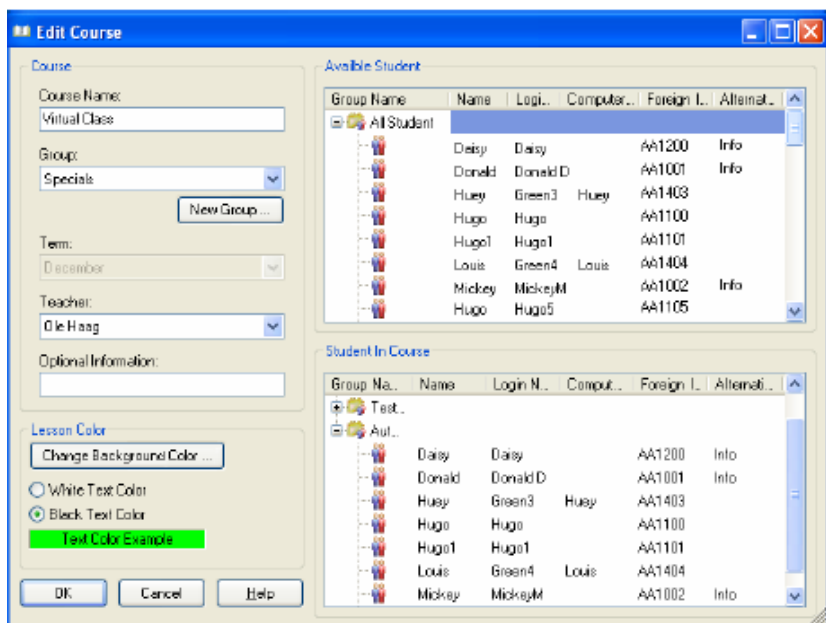 Edit Course
Course
Course Name:
Virtual Class
Group:
Specials
New Group ...
Term:
December
Teacher:
Ole Haag
Optional Information:
Lesson Color
Change Background Color ...
White Text Color
Black Text Color
Text Color Example
OK Cancel Help
Availble Student
Group Name Name Logi... Computer... Foreign I... Alternat...
All Student
Daisy Daisy AA1200 Info
Donald Donald D AA1001 Info
Huey Green3 Huey AA1403
Hugo Hugo AA1100
Hugo1 Hugo1 AA1101
Louis Green4 Louis AA1404
Mickey MickeyM AA1002 Info
Hugo Hugo5 AA1105
Student In Course
Group Na... Name Login N... Comput... Foreign I... Alternati...
Test...
Aut...
Daisy Daisy AA1200 Info
Donald Donald D AA1001 Info
Huey Green3 Huey AA1403
Hugo Hugo AA1100
Hugo1 Hugo1 AA1101
Louis Green4 Louis AA1404
Mickey MickeyM AA1002 Info